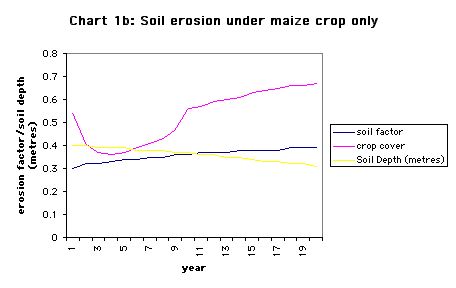 Chart 1b: Soil erosion under maize crop only
erosion factor/soil depth
(metres)
0.8
0.7
0.6
0.5
0.4
0.3
0.2
0.1
0
1
3
5
7
9
11
13
15
17
19
year
soil factor
crop cover
Soil Depth (metres)